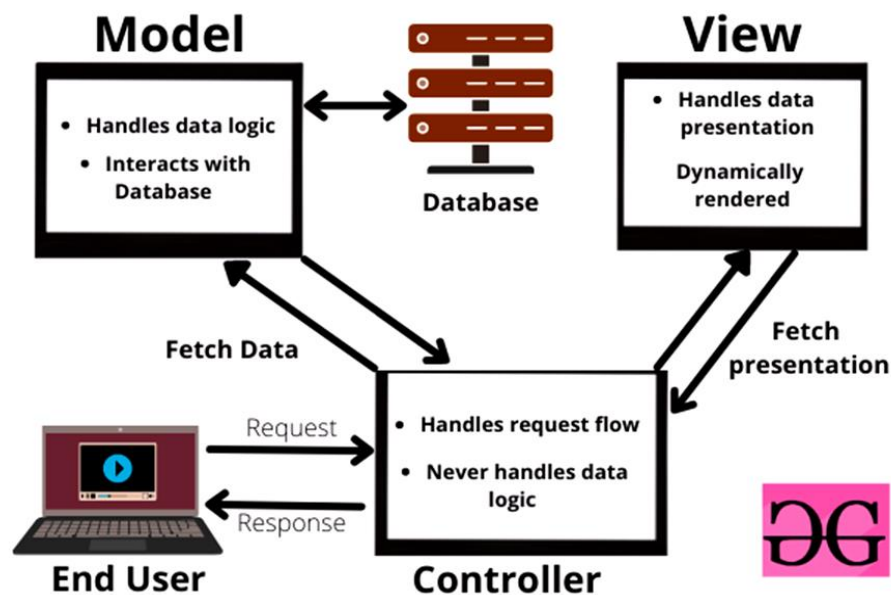 Model
View
• Handles data logic
• Interacts with
Database
Database
• Handles data
presentation
Dynamically
rendered
Fetch Data
Fetch
presentation
Request
Response
• Handles request flow
• Never handles data
logic
End User
Controller
GG